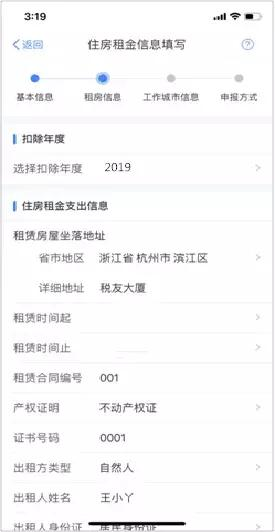 3:19
返回 住房租金信息填写
基本信息 租房信息 工作城市信息 申报方式
扣除年度
选择扣除年度 2019
住房租金支出信息
租赁房屋坐落地址
省市地区 浙江省 杭州市 滨江区
详细地址 税友大厦
租赁时间起
租赁时间止
租赁合同编号 001
产权证明 不动产权证
证书号码 0001
出租方类型 自然人
出租人姓名 王小丫
出租人身份证 居民身份证